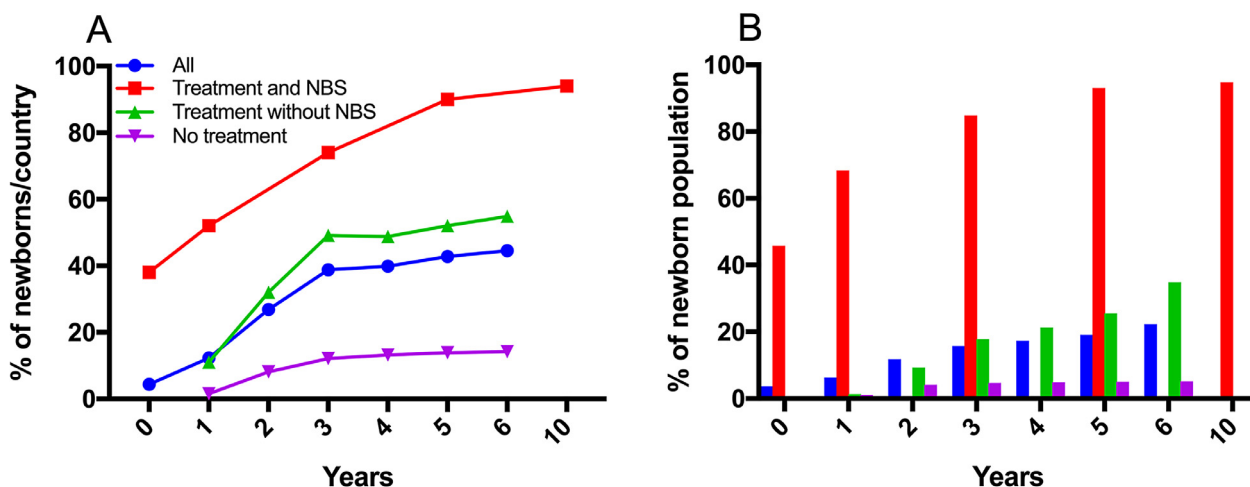 A
% of newborns/country
100
80
60
40
20
0
All
Treatment and NBS
Treatment without NBS
No treatment
0 1 2 3 4 5 6 10
Years
B
% of newborn population
100
80
60
40
20
0
0 1 2 3 4 5 6 10
Years